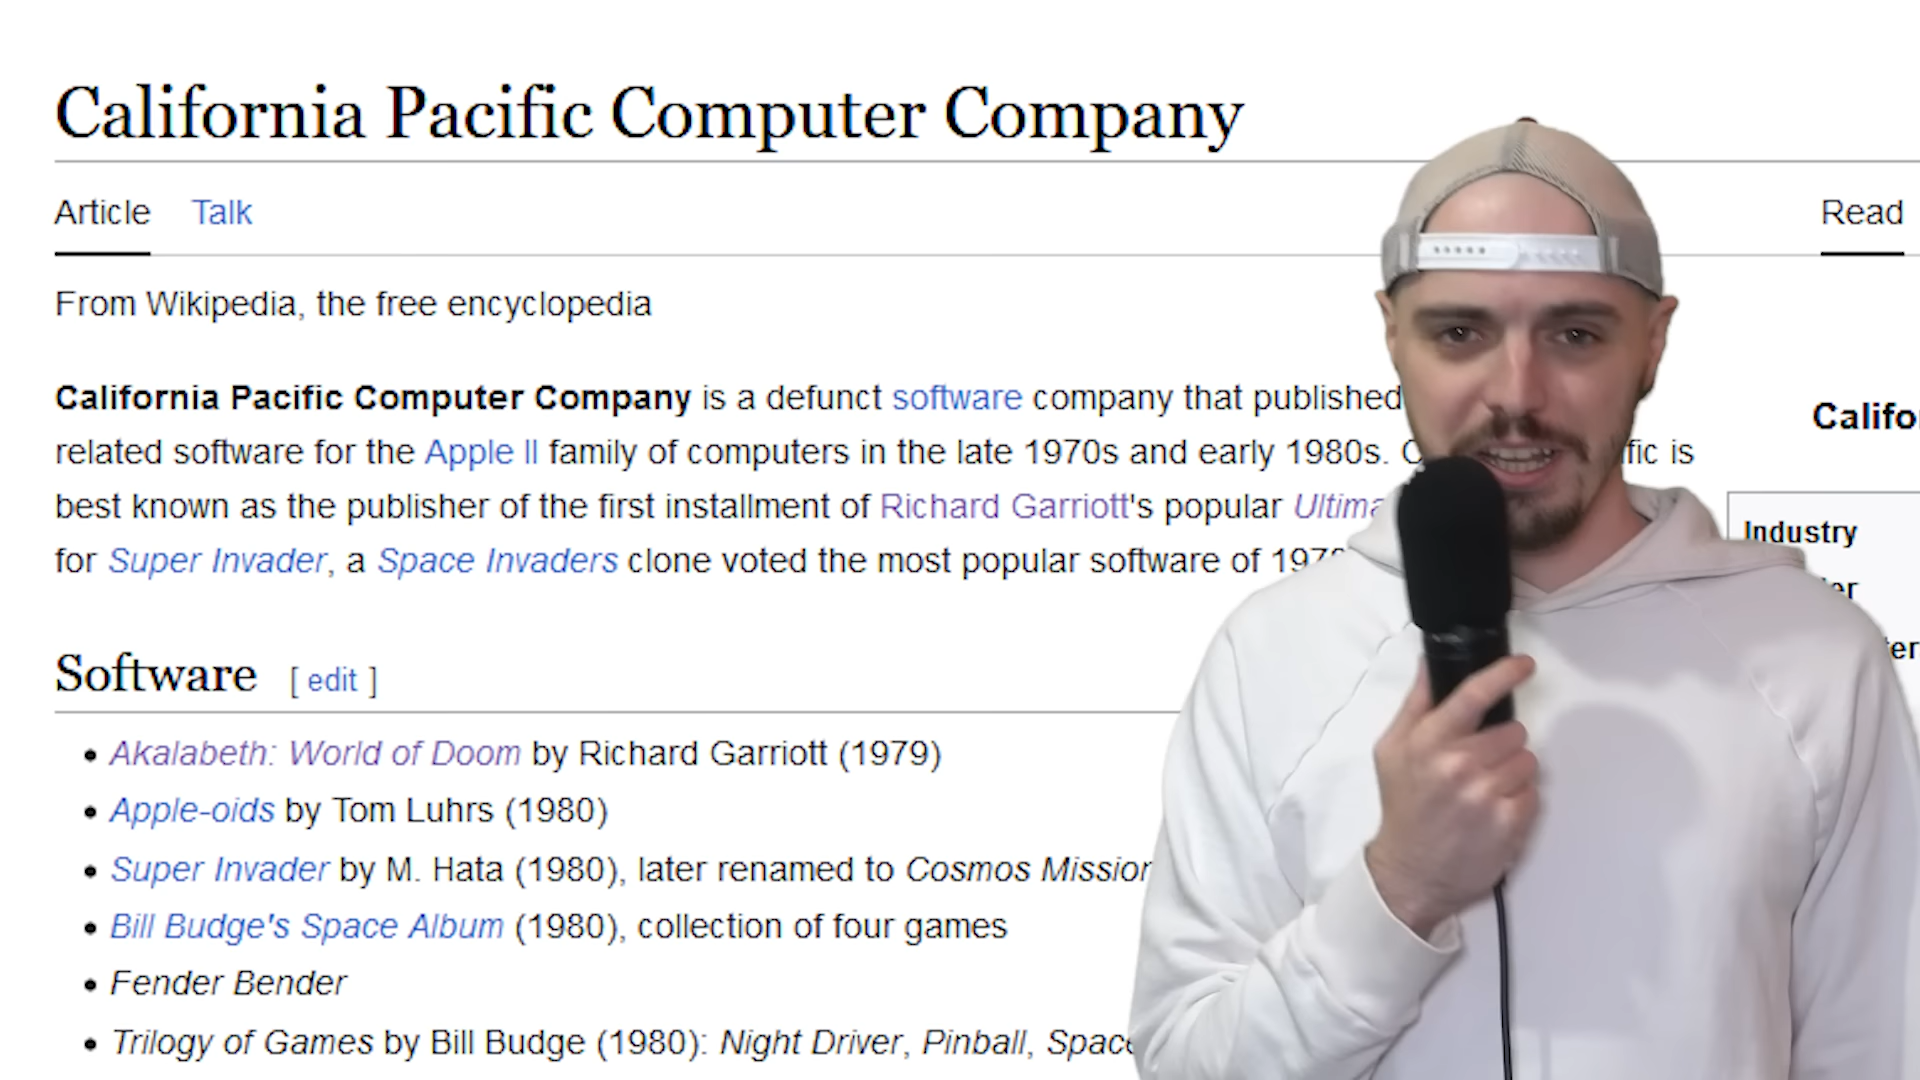 California Pacific Computer Company
Article Talk Read
From Wikipedia, the free encyclopedia
California Pacific Computer Company is a defunct software company that published
related software for the Apple II family of computers in the late 1970s and early 1980s. is
best known as the publisher of the first installment of Richard Garriott's popular Ultima
for Super Invader, a Space Invaders clone voted the most popular software of
Industry
Software [ edit ]
• Akalabeth: World of Doom by Richard Garriott (1979)
• Apple-oids by Tom Luhrs (1980)
• Super Invader by M. Hata (1980), later renamed to Cosmos Mission
• Bill Budge's Space Album (1980), collection of four games
• Fender Bender
• Trilogy of Games by Bill Budge (1980): Night Driver, Pinball, Space